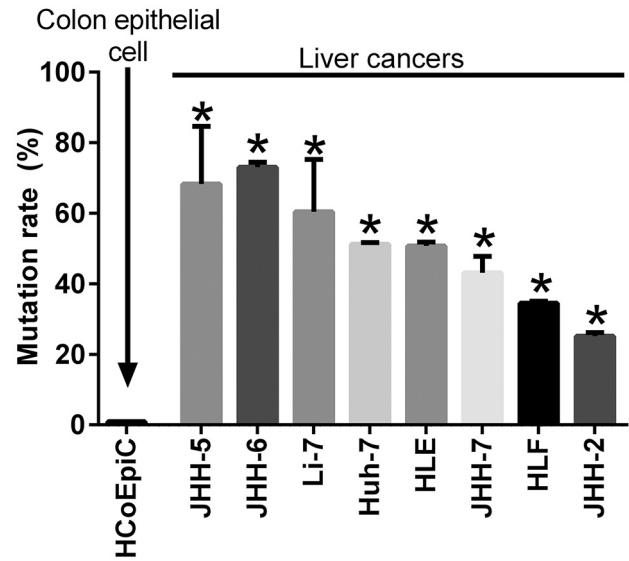 Colon epithelial
cell
Liver cancers
Mutation rate (%)
100
80
60
40
20
0
*
*
*
*
*
*
*
*
HCoEpiC
JHH-5
JHH-6
Li-7
Huh-7
HLE
JHH-7
HLF
JHH-2